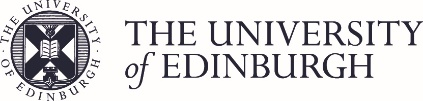 · THE UNIVERSITY ·
OF EDINBURGH
THE UNIVERSITY
of EDINBURGH